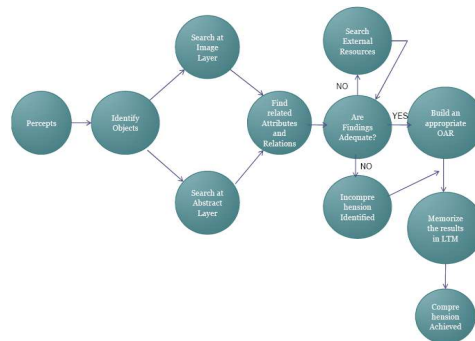 Percepts
Identify
Objects
Search at
Image
Layer
Search at
Abstract
Layer
Find
related
Attributes
and
Relations
Search
External
Resources
NO
Are
Findings
Adequate?
YES
NO
Incompre
hension
Identified
Build an
appropriate
OAR
Memorize
the results
in LTM
Compre
hension
Achieved